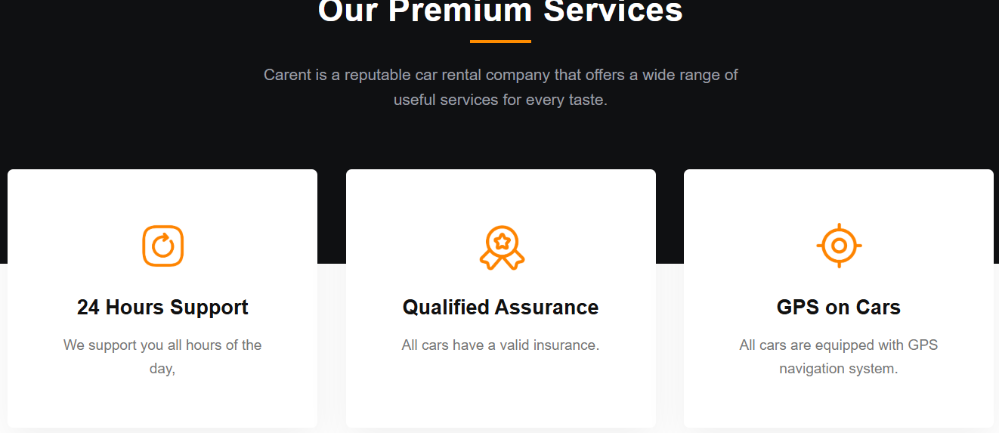 Our Premium Services
Carent is a reputable car rental company that offers a wide range of
useful services for every taste.
24 Hours Support
We support you all hours of the
day,
Qualified Assurance
All cars have a valid insurance.
GPS on Cars
All cars are equipped with GPS
navigation system.